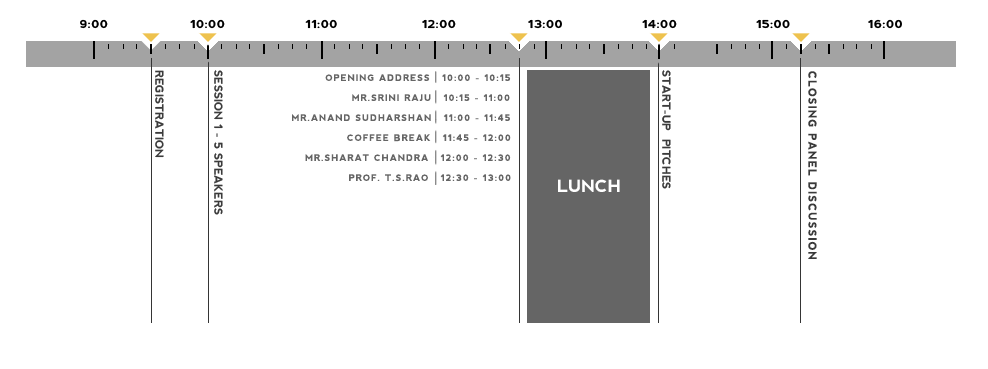 9:00 10:00 11:00 12:00 13:00 14:00 15:00 16:00
REGISTRATION
SESSION 1 - 5 SPEAKERS
OPENING ADDRESS | 10:00 - 10:15
MR.SRINI RAJU | 10:15 - 11:00
MR.ANAND SUDHARSHAN | 11:00 - 11:45
COFFEE BREAK | 11:45 - 12:00
MR.SHARAT CHANDRA | 12:00 - 12:30
PROF. T.S.RAO | 12:30 - 13:00
LUNCH
START-UP PITCHES
CLOSING PANEL DISCUSSION